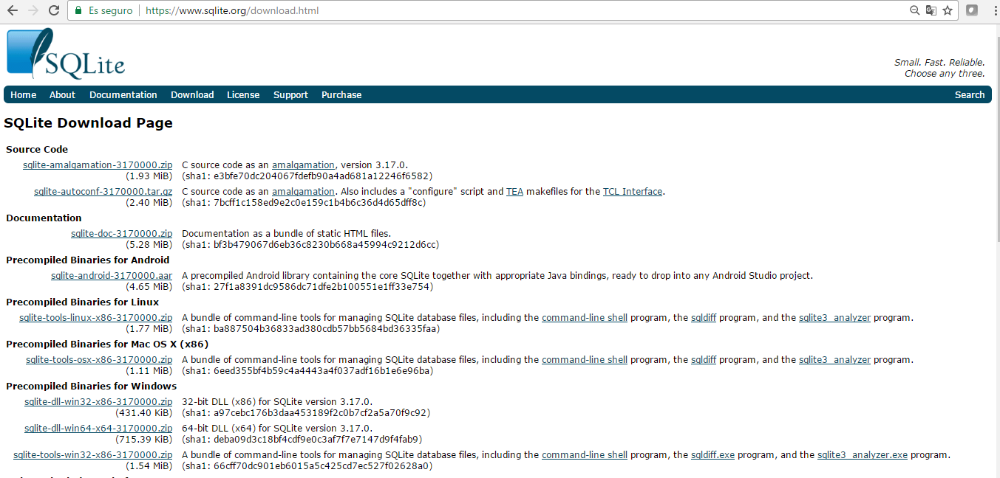 Es seguro https://www.sqlite.org/download.html
SQLite
Small. Fast. Reliable.
Choose any three.
Home About Documentation Download License Support Purchase Search
SQLite Download Page
Source Code
sqlite-amalgamation-3170000.zip C source code as an amalgamation, version 3.17.0.
(1.93 MiB) (sha1: e3bfe70dc204067fdefb90a4ad681a12246f6582)
sqlite-autoconf-3170000.tar.gz C source code as an amalgamation. Also includes a "configure" script and TEA makefiles for the TCL Interface.
(2.40 MiB) (sha1: 7bcff1c158ed9e2c0e159c1b4b6c36d4d65dff8c)
Documentation
sqlite-doc-3170000.zip Documentation as a bundle of static HTML files.
(5.28 MiB) (sha1: bf3b479067d6eb36c8230b668a45994c9212d6cc)
Precompiled Binaries for Android
sqlite-android-3170000.aar A precompiled Android library containing the core SQLite together with appropriate Java bindings, ready to drop into any Android Studio project.
(4.65 MiB) (sha1: 27f1a8391dc9586dc71dfe2b100551e1ff33e754)
Precompiled Binaries for Linux
sqlite-tools-linux-x86-3170000.zip A bundle of command-line tools for managing SQLite database files, including the command-line shell program, the sqldiff program, and the sqlite3_analyzer program.
(1.77 MiB) (sha1: ba887504b36833ad380cdb57bb5684bd36335faa)
Precompiled Binaries for Mac OS X (x86)
sqlite-tools-osx-x86-3170000.zip A bundle of command-line tools for managing SQLite database files, including the command-line shell program, the sqldiff program, and the sqlite3_analyzer program.
(1.11 MiB) (sha1: 6eed355bf4b59c4a4443a4f037adf16b1e6e96ba)
Precompiled Binaries for Windows
sqlite-dll-win32-x86-3170000.zip 32-bit DLL (x86) for SQLite version 3.17.0.
(431.40 KiB) (sha1: a97cebc176b3daa453189f2c0b7cf2a5a70f9c92)
sqlite-dll-win64-x64-3170000.zip 64-bit DLL (x64) for SQLite version 3.17.0.
(715.39 KiB) (sha1: deba09d3c18bf4cdf9e0c3af7f7e7147d9f4fab9)
sqlite-tools-win32-x86-3170000.zip A bundle of command-line tools for managing SQLite database files, including the command-line shell program, the sqldiff.exe program, and the sqlite3_analyzer.exe program.
(1.54 MiB) (sha1: 66cff70dc901eb6015a5c425cd7ec527f02628a0)